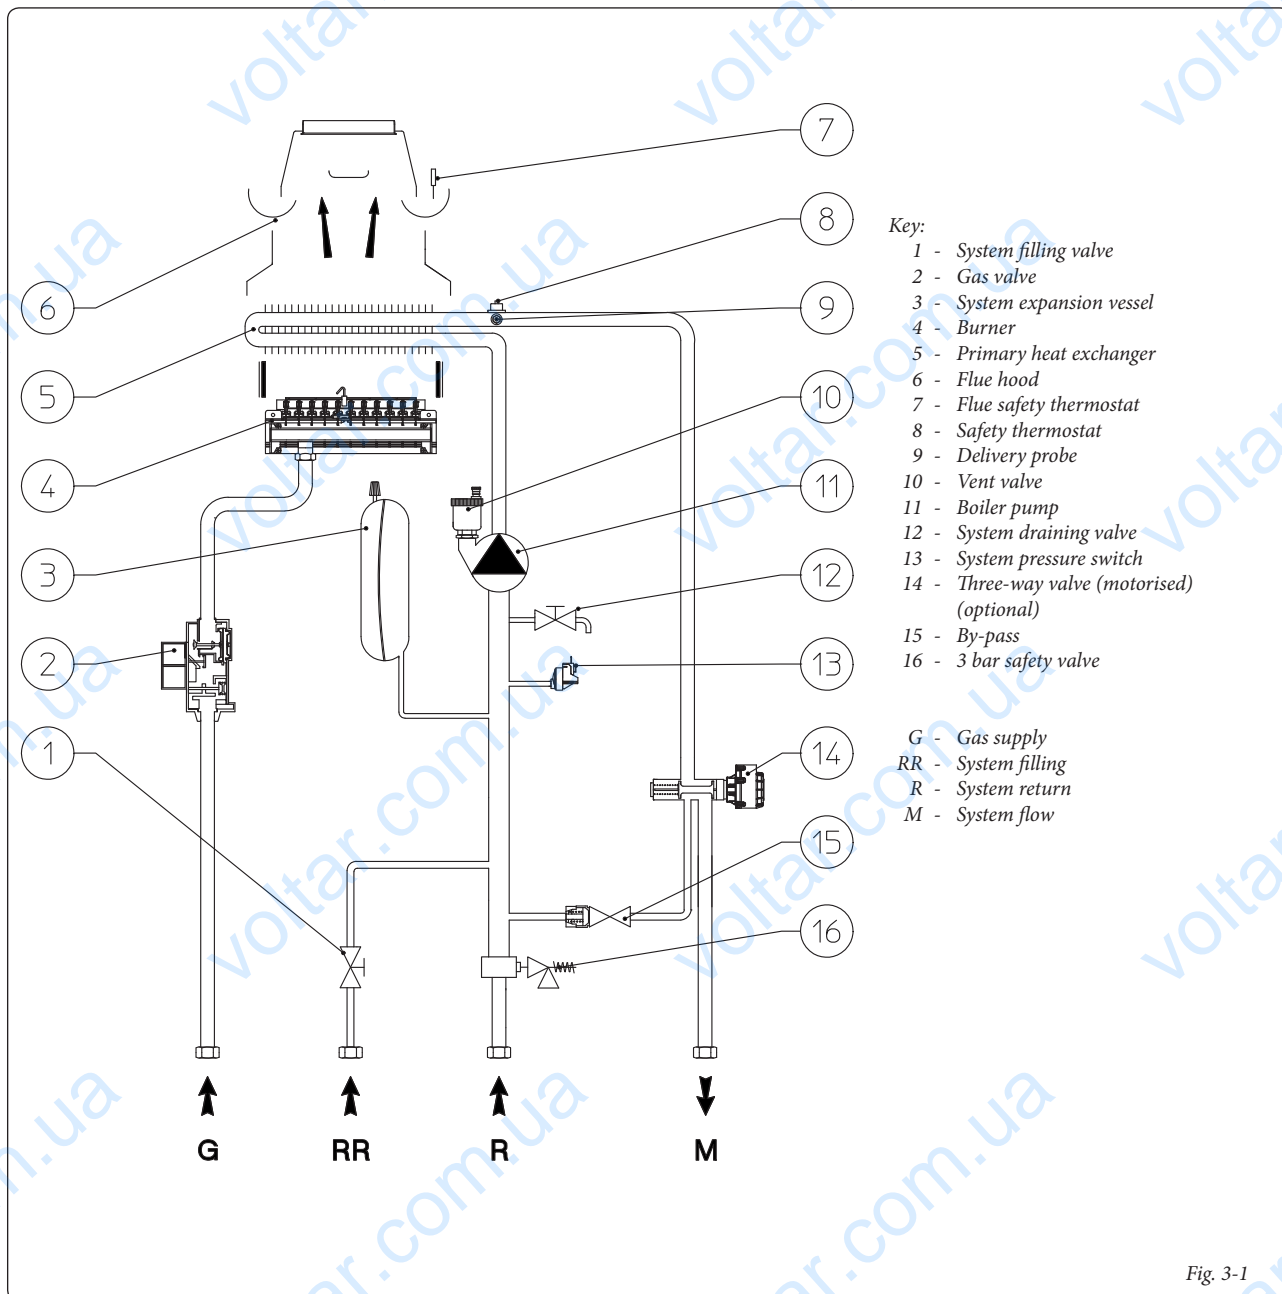 7
8
9
6
5
10
4
11
3
12
2
13
1
14
15
16
G
RR
R
M
Key:
1 - System filling valve
2 - Gas valve
3 - System expansion vessel
4 - Burner
5 - Primary heat exchanger
6 - Flue hood
7 - Flue safety thermostat
8 - Safety thermostat
9 - Delivery probe
10 - Vent valve
11 - Boiler pump
12 - System draining valve
13 - System pressure switch
14 - Three-way valve (motorised)
(optional)
15 - By-pass
16 - 3 bar safety valve
G - Gas supply
RR - System filling
R - System return
M - System flow
Fig. 3-1
voltar.com.ua